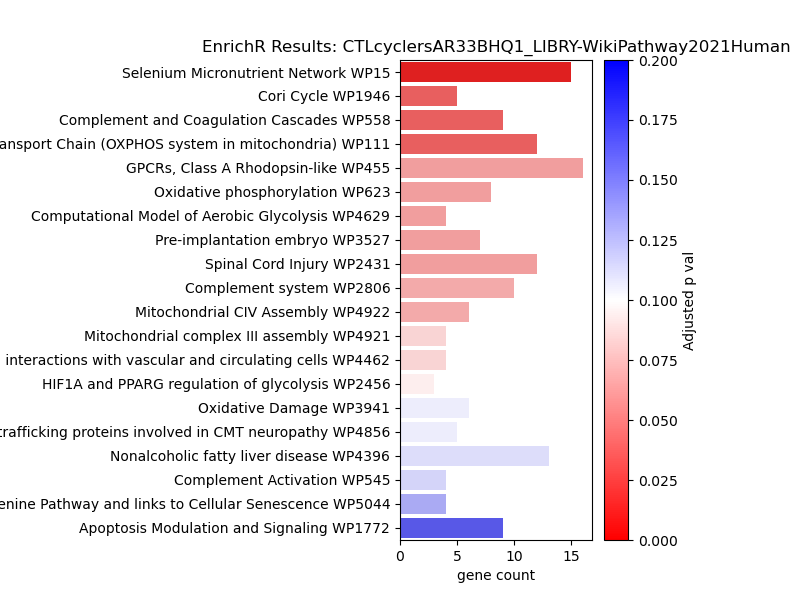 EnrichR Results: CTLcyclersAR33BHQ1_LIBRY-WikiPathway2021Human
Selenium Micronutrient Network WP15
Cori Cycle WP1946
Complement and Coagulation Cascades WP558
ansport Chain (OXPHOS system in mitochondria) WP111
GPCRs, Class A Rhodopsin-like WP455
Oxidative phosphorylation WP623
Computational Model of Aerobic Glycolysis WP4629
Pre-implantation embryo WP3527
Spinal Cord Injury WP2431
Complement system WP2806
Mitochondrial CIV Assembly WP4922
Mitochondrial complex III assembly WP4921
interactions with vascular and circulating cells WP4462
HIF1A and PPARG regulation of glycolysis WP2456
Oxidative Damage WP3941
trafficking proteins involved in CMT neuropathy WP4856
Nonalcoholic fatty liver disease WP4396
Complement Activation WP545
enine Pathway and links to Cellular Senescence WP5044
Apoptosis Modulation and Signaling WP1772
0 5 10 15
gene count
0.200
0.175
0.150
0.125
0.100
0.075
0.050
0.025
0.000
Adjusted p val